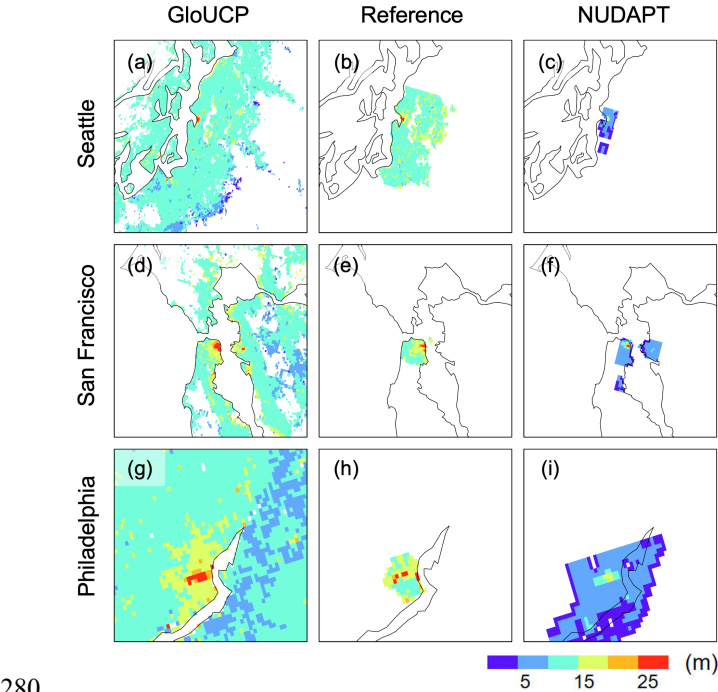 GloUCP Reference NUDAPT
Seattle
(a) (b) (c)
San Francisco
(d) (e) (f)
Philadelphia
(g) (h) (i)
5 15 25 (m)
280